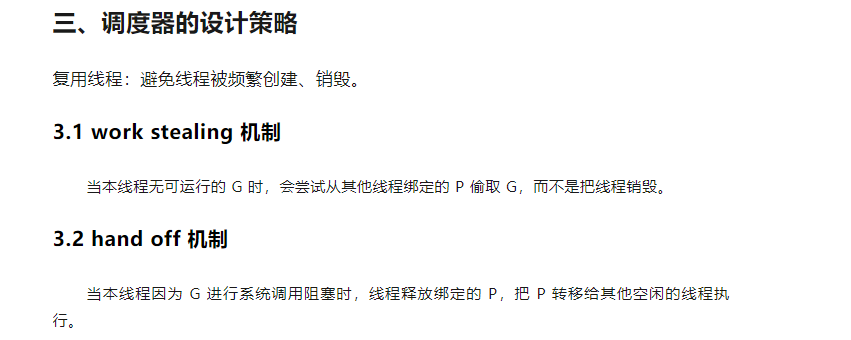 三、调度器的设计策略
复用线程：避免线程被频繁创建、销毁。
3.1 work stealing 机制
当本线程无可运行的 G 时，会尝试从其他线程绑定的 P 偷取 G，而不是把线程销毁。
3.2 hand off 机制
当本线程因为 G 进行系统调用阻塞时，线程释放绑定的 P，把 P 转移给其他空闲的线程执
行。